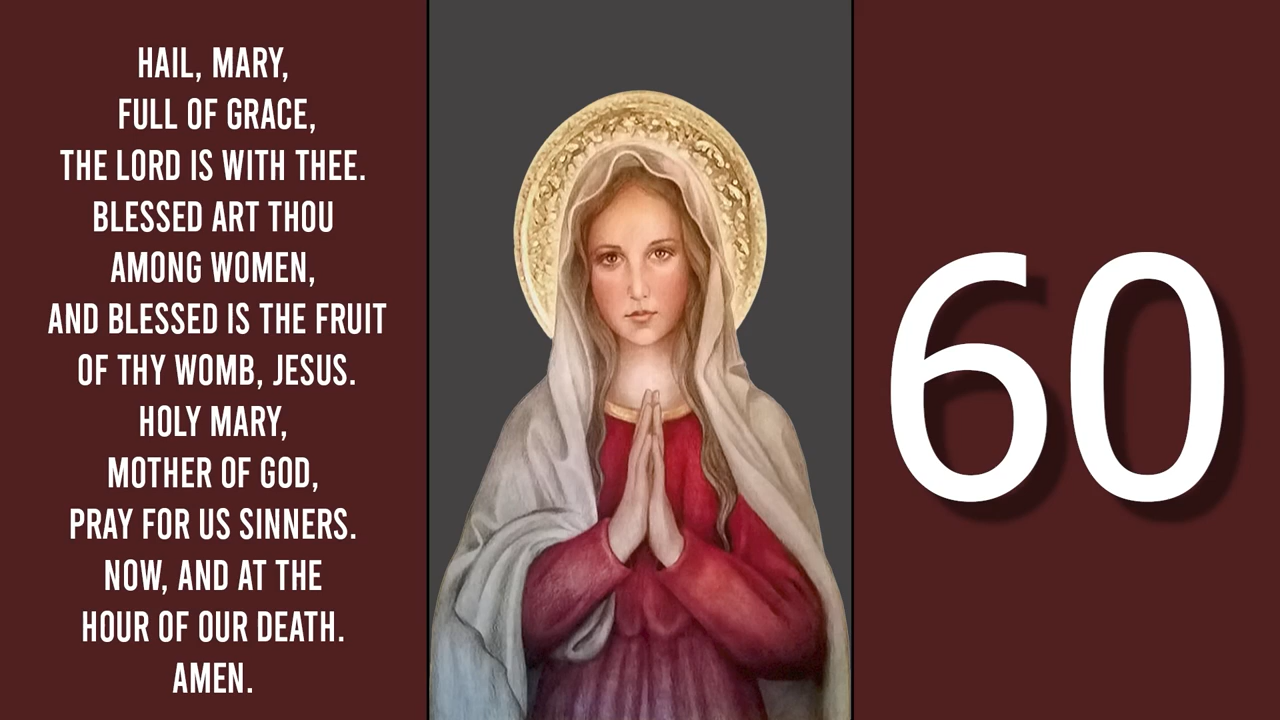 HAIL, MARY,
FULL OF GRACE,
THE LORD IS WITH THEE.
BLESSED ART THOU
AMONG WOMEN,
AND BLESSED IS THE FRUIT
OF THY WOMB, JESUS.
HOLY MARY,
MOTHER OF GOD,
PRAY FOR US SINNERS.
NOW, AND AT THE
HOUR OF OUR DEATH.
AMEN.
60